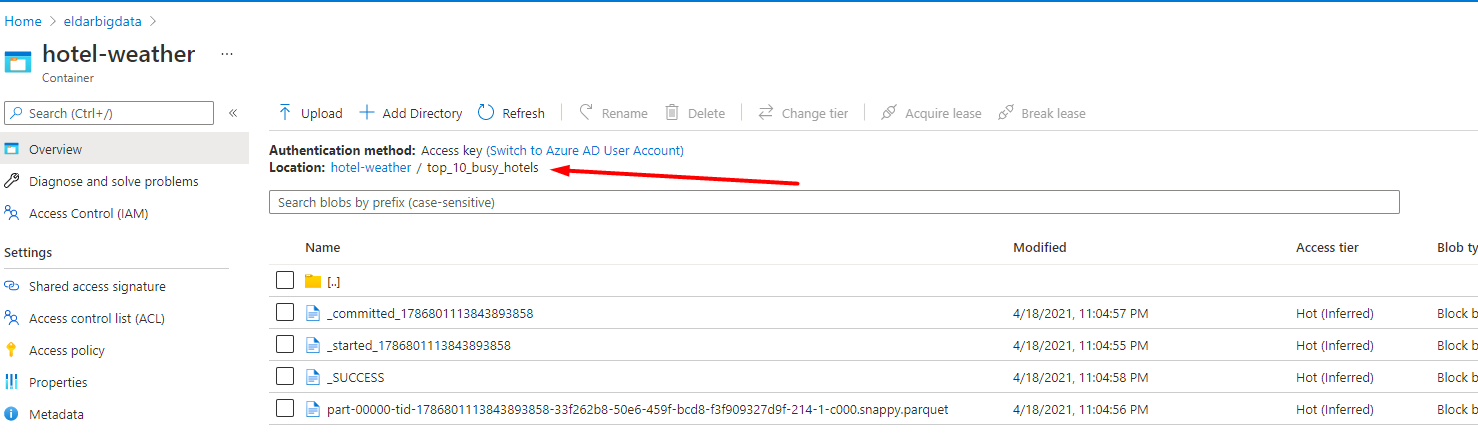 Home > eldarbigdata >
hotel-weather ...
Container
Search (Ctrl+/) «
Overview
Diagnose and solve problems
Access Control (IAM)
Settings
Shared access signature
Access control list (ACL)
Access policy
Properties
Metadata
Upload Add Directory Refresh Rename Delete Change tier Acquire lease Break lease
Authentication method: Access key (Switch to Azure AD User Account)
Location: hotel-weather / top_10_busy_hotels
Search blobs by prefix (case-sensitive)
Name Modified Access tier Blob ty
[..]
_committed_1786801113843893858 4/18/2021, 11:04:57 PM Hot (Inferred) Block b
_started_1786801113843893858 4/18/2021, 11:04:55 PM Hot (Inferred) Block b
_SUCCESS 4/18/2021, 11:04:58 PM Hot (Inferred) Block b
part-00000-tid-1786801113843893858-33f262b8-50e6-459f-bcd8-f3f909327d9f-214-1-c000.snappy.parquet 4/18/2021, 11:04:56 PM Hot (Inferred) Block b